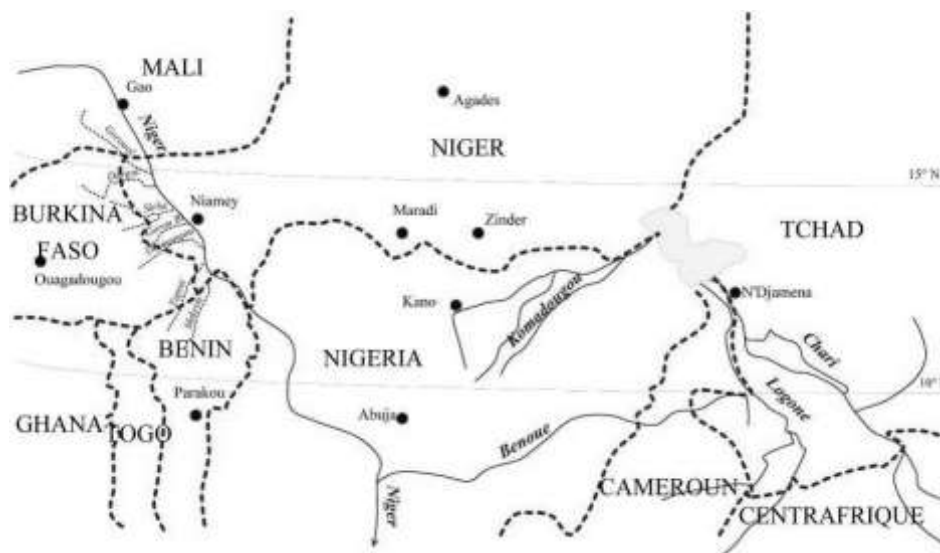 MALI
Gao
Agades
Niger
NIGER
15° N
BURKINA
FASO
Ouagadougou
Niamey
Maradi
Zinder
TCHAD
Kano
Komadougou
N'Djamena
BENIN
NIGERIA
Chari
10°
Parakou
Abuja
GHANA
TOGO
Benoue
Logone
Niger
CAMEROUN
CENTRAFRIQUE